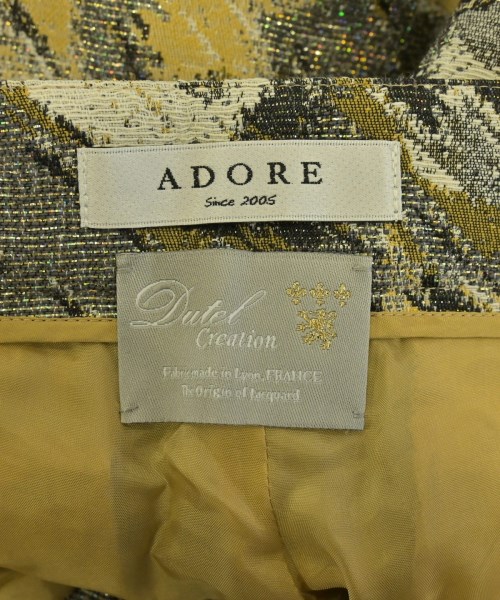 ADORE
Since 2005
Dutel
Creation
Fabric made in Lyon, FRANCE
The Origin of Jacquard